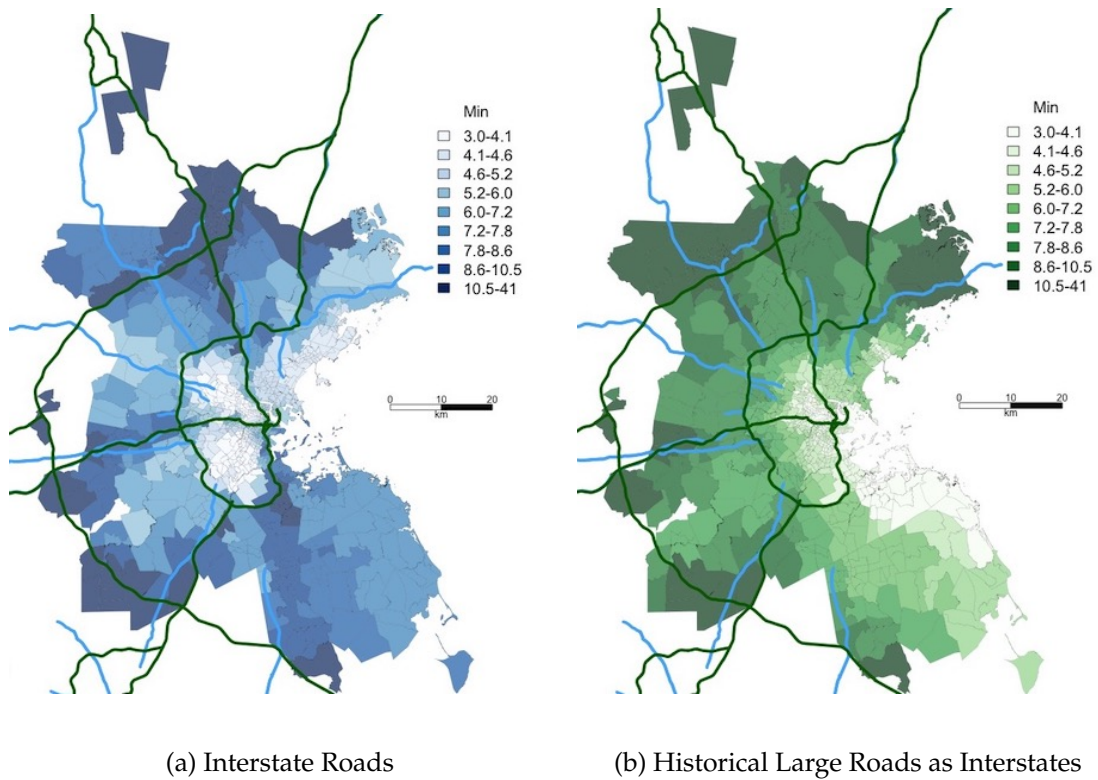 Min
3.0-4.1
4.1-4.6
4.6-5.2
5.2-6.0
6.0-7.2
7.2-7.8
7.8-8.6
8.6-10.5
10.5-41
0 10 20
km
(a) Interstate Roads
Min
3.0-4.1
4.1-4.6
4.6-5.2
5.2-6.0
6.0-7.2
7.2-7.8
7.8-8.6
8.6-10.5
10.5-41
0 10 20
km
(b) Historical Large Roads as Interstates